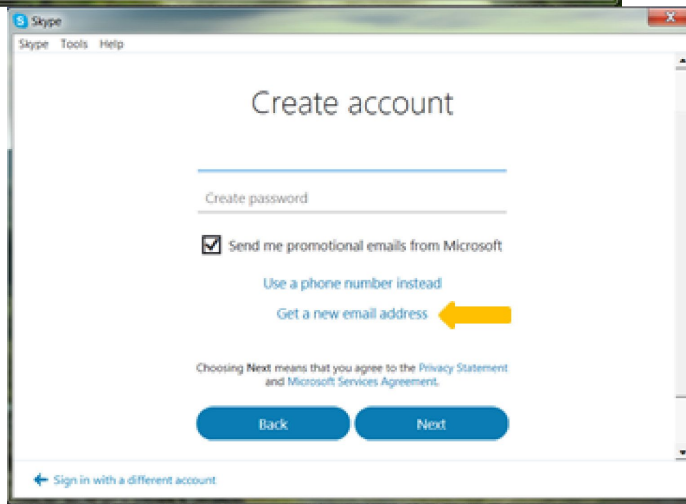 Skype
Skype Tools Help
Create account
Create password
Send me promotional emails from Microsoft
Use a phone number instead
Get a new email address
Choosing Next means that you agree to the Privacy Statement
and Microsoft Services Agreement.
Back Next
Sign in with a different account